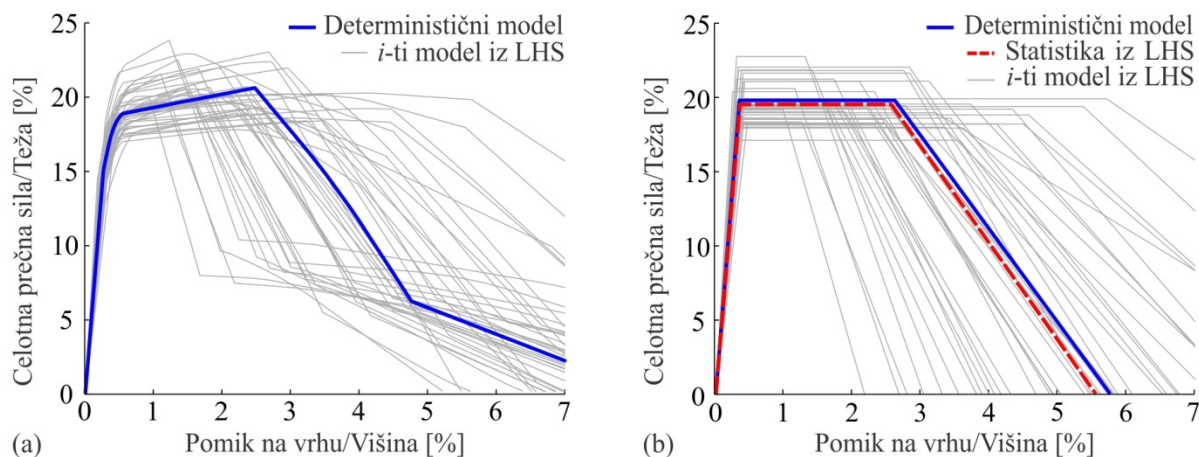 25
20
15
10
5
0
Celotna prečna sila/Teža [%]
Deterministični model
i-ti model iz LHS
0 1 2 3 4 5 6 7
(a)
Pomik na vrhu/Višina [%]
25
20
15
10
5
0
Celotna prečna sila/Teža [%]
Deterministični model
Statistika iz LHS
i-ti model iz LHS
0 1 2 3 4 5 6 7
(b)
Pomik na vrhu/Višina [%]